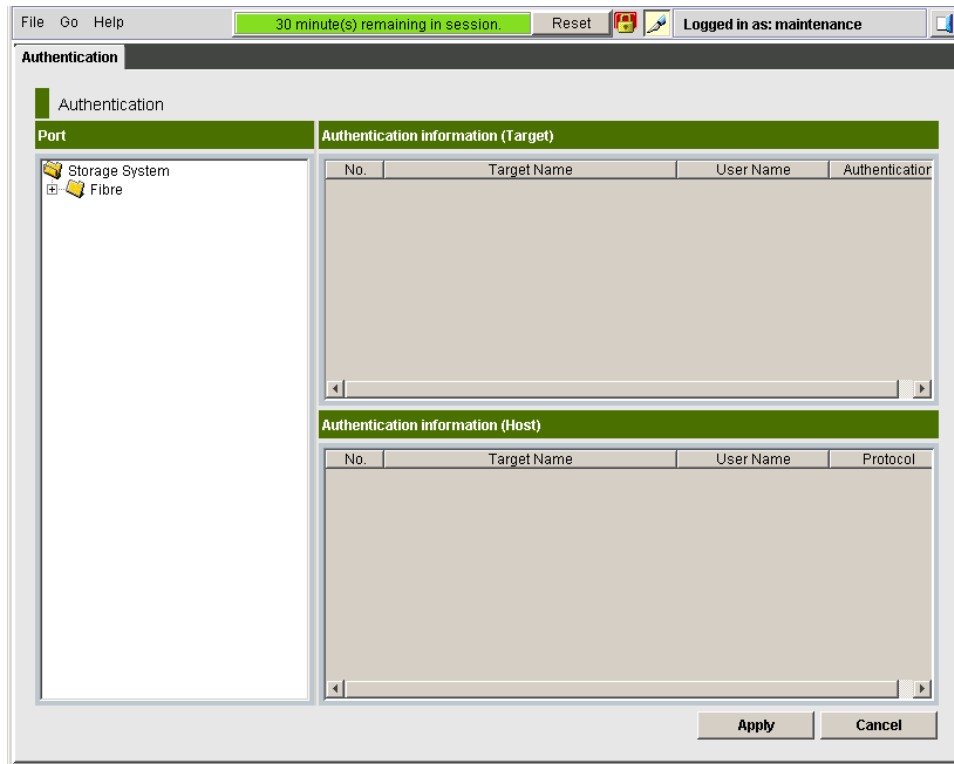 File Go Help 30 minute(s) remaining in session. Reset Logged in as: maintenance
Authentication
Authentication
Port
Storage System
Fibre
Authentication information (Target)
No. Target Name User Name Authentication
Authentication information (Host)
No. Target Name User Name Protocol
Apply Cancel